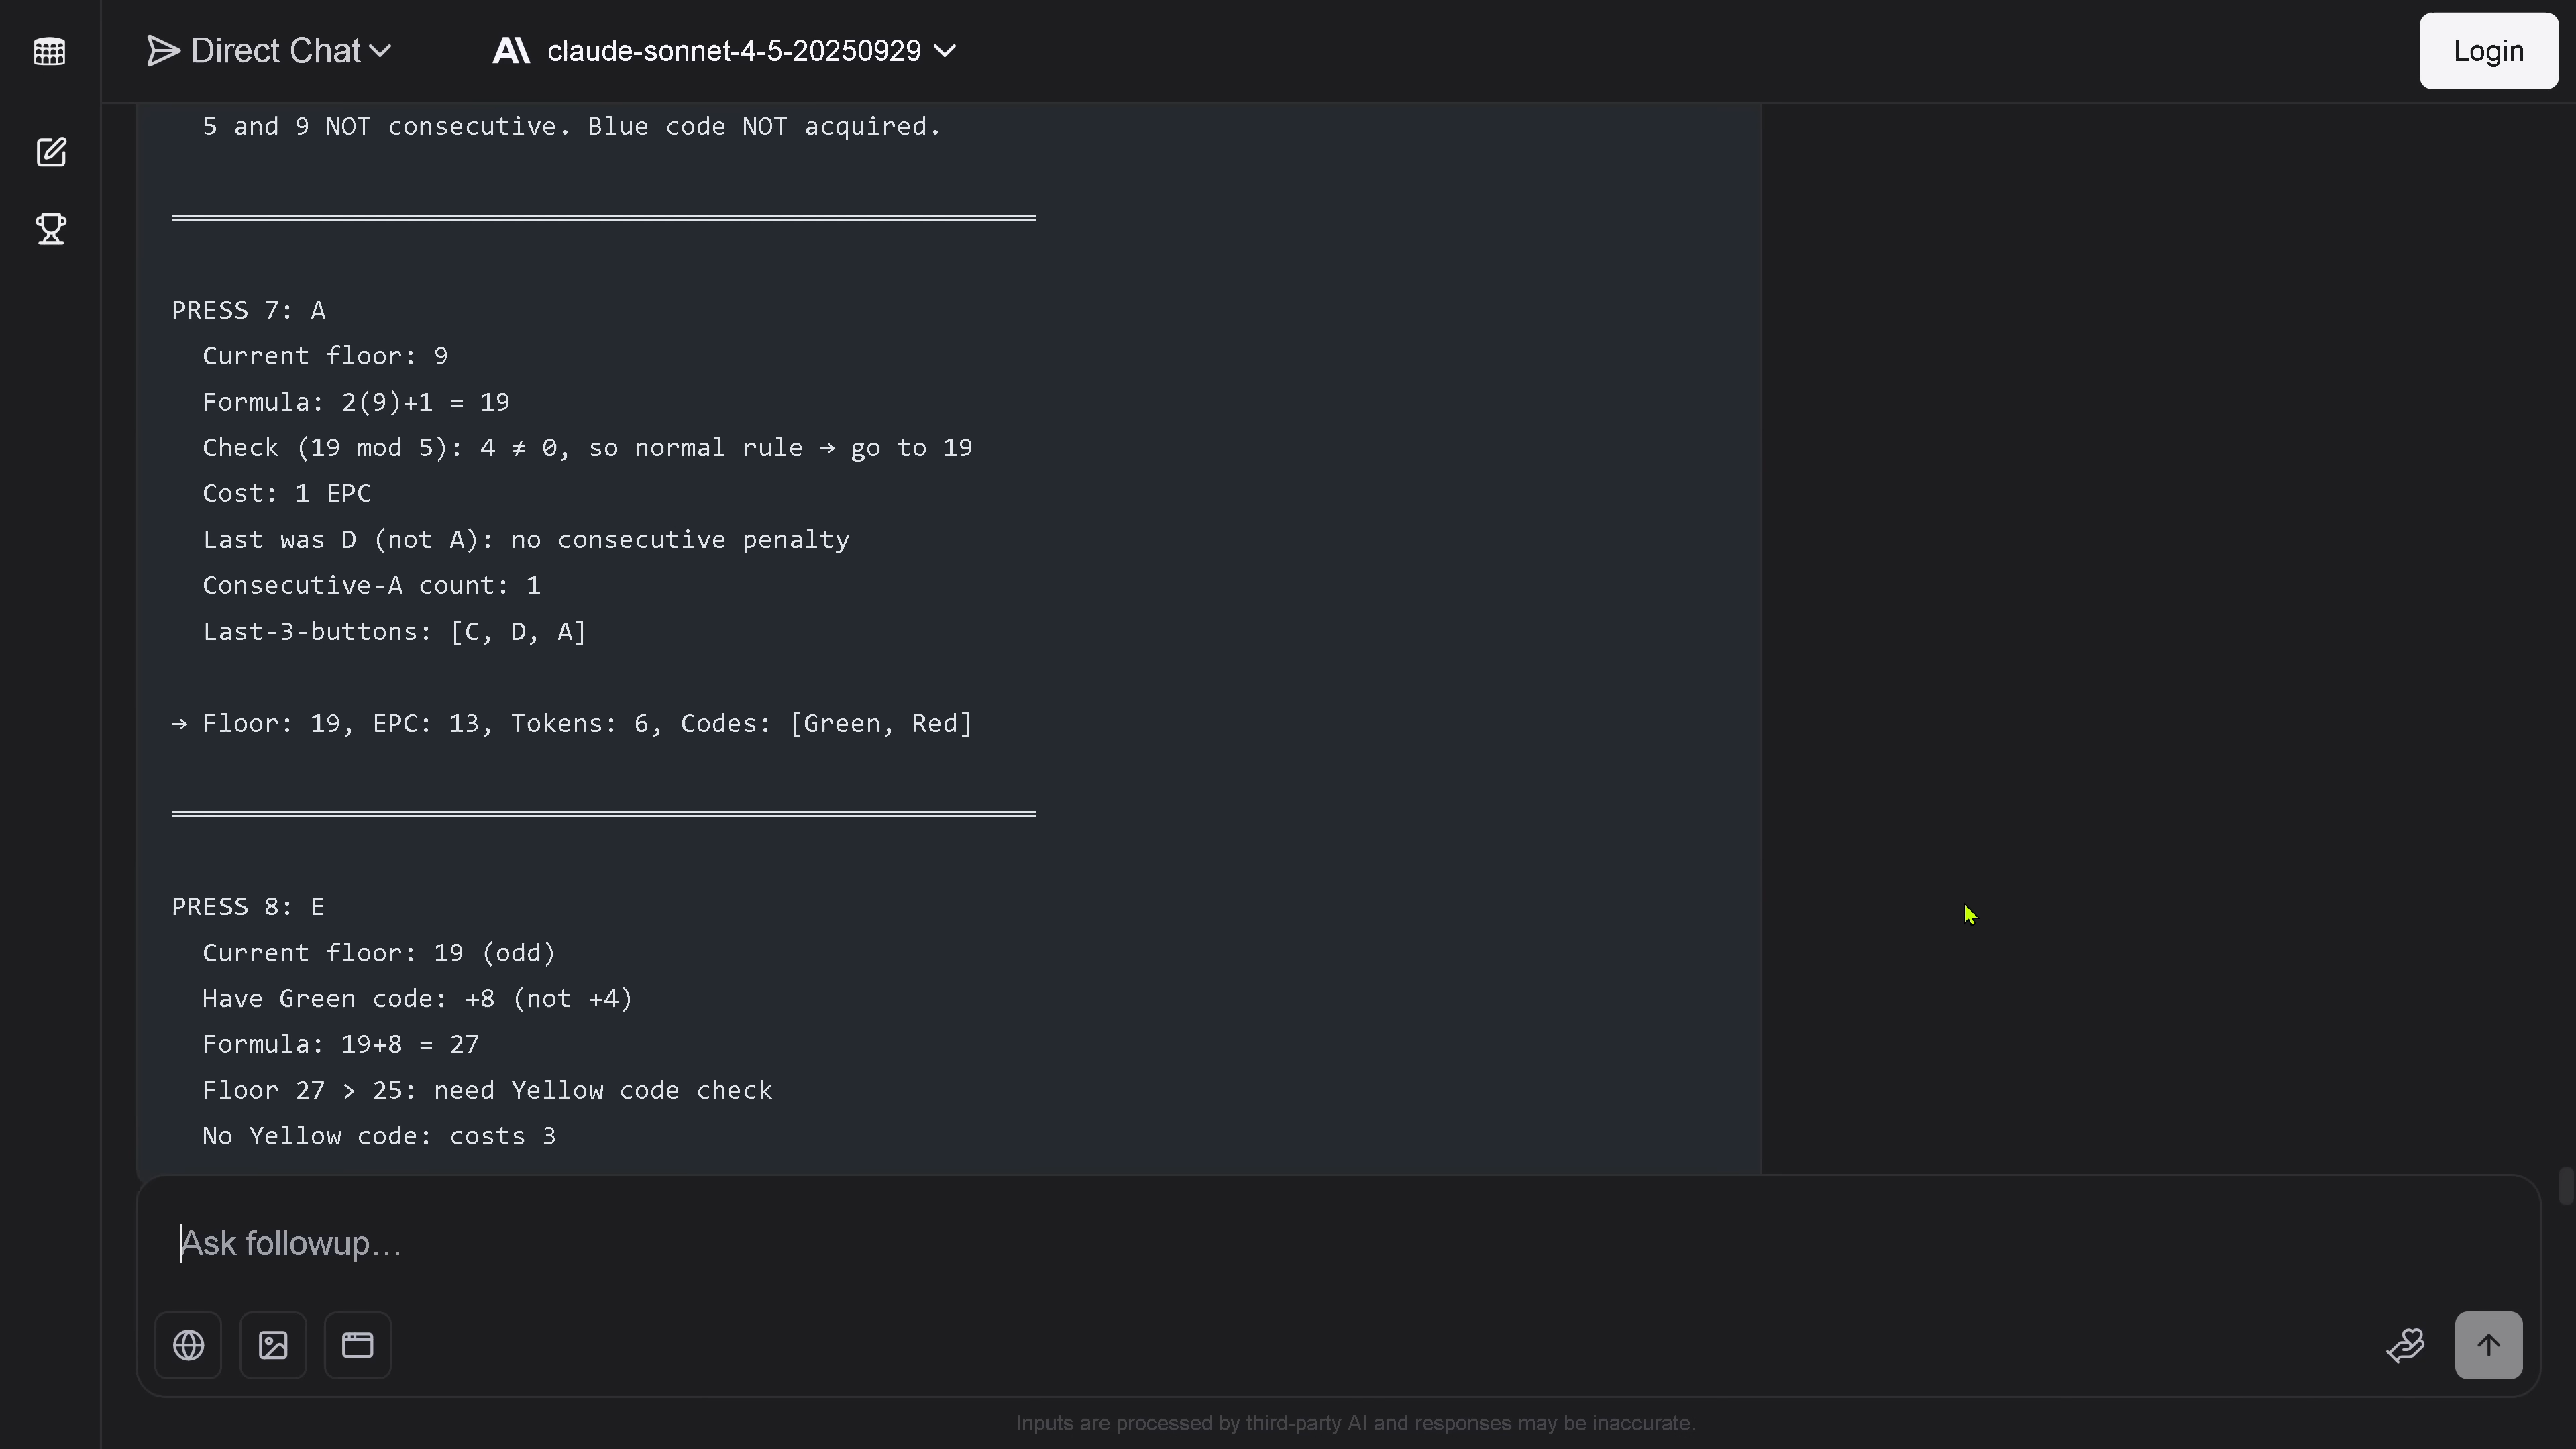 Direct Chat
claude-sonnet-4-5-20250929
Login
5 and 9 NOT consecutive. Blue code NOT acquired.
═══════════════════════════════════════════════════════
PRESS 7: A
Current floor: 9
Formula: 2(9)+1 = 19
Check (19 mod 5): 4 ≠ 0, so normal rule → go to 19
Cost: 1 EPC
Last was D (not A): no consecutive penalty
Consecutive-A count: 1
Last-3-buttons: [C, D, A]
→ Floor: 19, EPC: 13, Tokens: 6, Codes: [Green, Red]
═══════════════════════════════════════════════════════
PRESS 8: E
Current floor: 19 (odd)
Have Green code: +8 (not +4)
Formula: 19+8 = 27
Floor 27 > 25: need Yellow code check
No Yellow code: costs 3
Ask followup…
Inputs are processed by third-party AI and responses may be inaccurate.